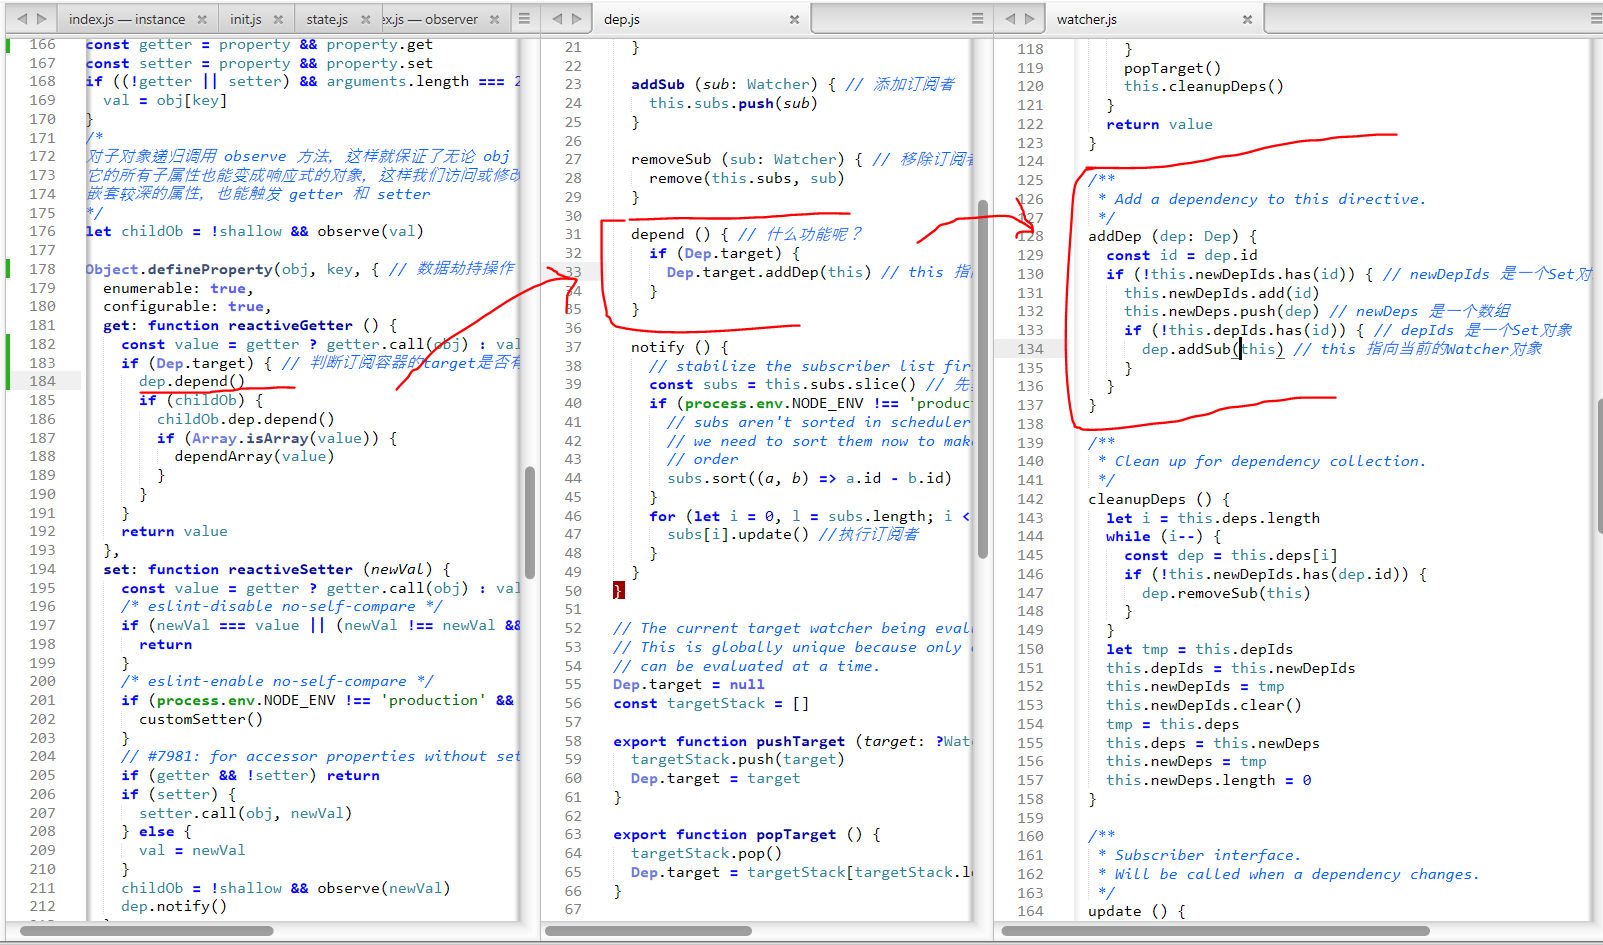 index.js — instance
init.js
state.js
ex.js — observer
dep.js
watcher.js
166 const getter = property && property.get
167 const setter = property && property.set
168 if ((!getter || setter) && arguments.length === 2
169 val = obj[key]
170 }
171 /*
172 对子对象递归调用 observe 方法, 这样就保证了无论 obj
173 它的所有子属性也能变成响应式的对象, 这样我们访问或修改
174 嵌套较深的属性, 也能触发 getter 和 setter
175 */
176 let childOb = !shallow && observe(val)
177
178 Object.defineProperty(obj, key, { // 数据劫持操作
179 enumerable: true,
180 configurable: true,
181 get: function reactiveGetter () {
182 const value = getter ? getter.call(obj) : val
183 if (Dep.target) { // 判断订阅容器的target是否有
184 dep.depend()
185 if (childOb) {
186 childOb.dep.depend()
187 if (Array.isArray(value)) {
188 dependArray(value)
189 }
190 }
191 }
192 return value
193 },
194 set: function reactiveSetter (newVal) {
195 const value = getter ? getter.call(obj) : val
196 /* eslint-disable no-self-compare */
197 if (newVal === value || (newVal !== newVal &&
198 return
199 }
200 /* eslint-enable no-self-compare */
201 if (process.env.NODE_ENV !== 'production' &&
202 customSetter()
203 }
204 // #7981: for accessor properties without set
205 if (getter && !setter) return
206 if (setter) {
207 setter.call(obj, newVal)
208 } else {
209 val = newVal
210 }
211 childOb = !shallow && observe(newVal)
212 dep.notify()
21 }
22
23 addSub (sub: Watcher) { // 添加订阅者
24 this.subs.push(sub)
25 }
26
27 removeSub (sub: Watcher) { // 移除订阅者
28 remove(this.subs, sub)
29 }
30
31 depend () { // 什么功能呢？
32 if (Dep.target) {
33 Dep.target.addDep(this) // this 指
34 }
35 }
36
37 notify () {
38 // stabilize the subscriber list fir
39 const subs = this.subs.slice() // 先
40 if (process.env.NODE_ENV !== 'produc
41 // subs aren't sorted in scheduler
42 // we need to sort them now to mak
43 // order
44 subs.sort((a, b) => a.id - b.id)
45 }
46 for (let i = 0, l = subs.length; i <
47 subs[i].update() //执行订阅者
48 }
49 }
50 }
51
52 // The current target watcher being eval
53 // This is globally unique because only
54 // can be evaluated at a time.
55 Dep.target = null
56 const targetStack = []
57
58 export function pushTarget (target: ?Wat
59 targetStack.push(target)
60 Dep.target = target
61 }
62
63 export function popTarget () {
64 targetStack.pop()
65 Dep.target = targetStack[targetStack.l
66 }
67
118 }
119 popTarget()
120 this.cleanupDeps()
121 }
122 return value
123 }
124
125 /**
126 * Add a dependency to this directive.
127 */
128 addDep (dep: Dep) {
129 const id = dep.id
130 if (!this.newDepIds.has(id)) { // newDepIds 是一个Set对
131 this.newDepIds.add(id)
132 this.newDeps.push(dep) // newDeps 是一个数组
133 if (!this.depIds.has(id)) { // depIds 是一个Set对象
134 dep.addSub(this) // this 指向当前的Watcher对象
135 }
136 }
137 }
138
139 /**
140 * Clean up for dependency collection.
141 */
142 cleanupDeps () {
143 let i = this.deps.length
144 while (i--) {
145 const dep = this.deps[i]
146 if (!this.newDepIds.has(dep.id)) {
147 dep.removeSub(this)
148 }
149 }
150 let tmp = this.depIds
151 this.depIds = this.newDepIds
152 this.newDepIds = tmp
153 this.newDepIds.clear()
154 tmp = this.deps
155 this.deps = this.newDeps
156 this.newDeps = tmp
157 this.newDeps.length = 0
158 }
159
160 /**
161 * Subscriber interface.
162 * Will be called when a dependency changes.
163 */
164 update () {